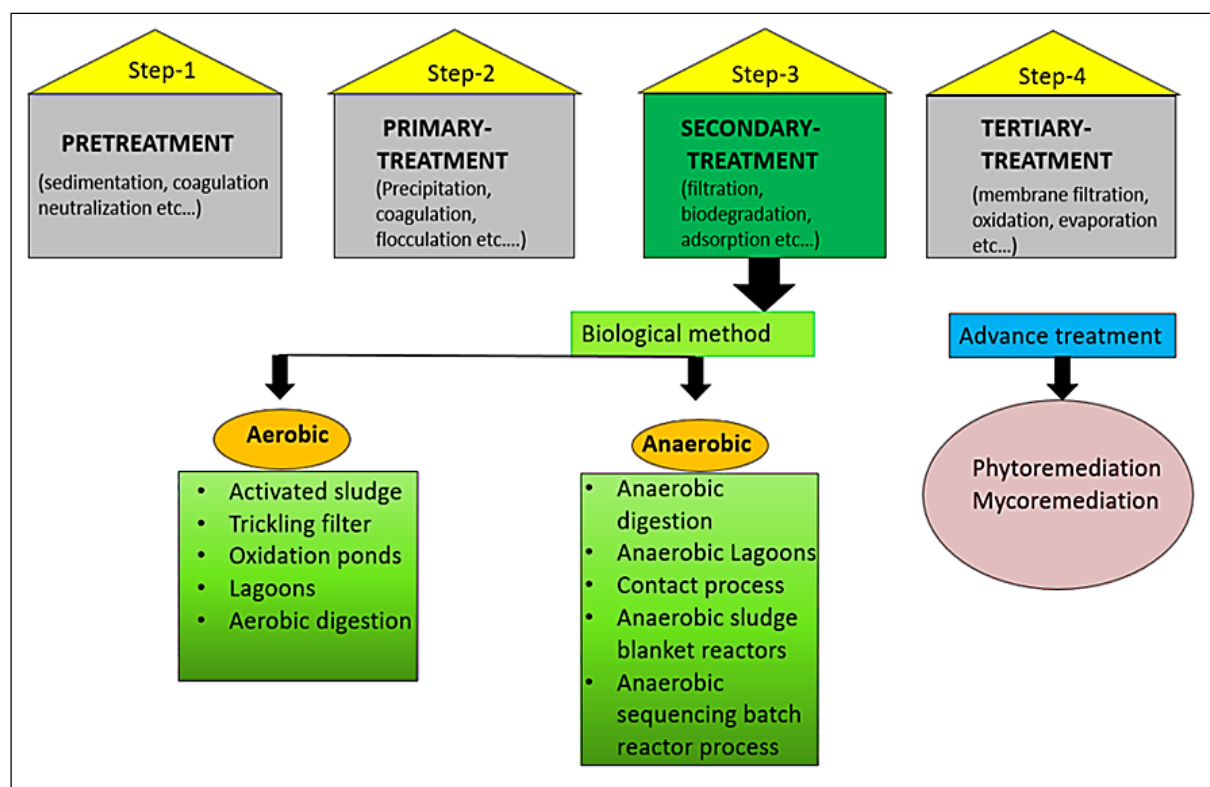 Step-1
PRETREATMENT
(sedimentation, coagulation
neutralization etc...)
Step-2
PRIMARY-
TREATMENT
(Precipitation,
coagulation,
flocculation etc....)
Step-3
SECONDARY-
TREATMENT
(filtration,
biodegradation,
adsorption etc...)
Step-4
TERTIARY-
TREATMENT
(membrane filtration,
oxidation, evaporation
etc...)
Biological method
Advance treatment
Aerobic
• Activated sludge
• Trickling filter
• Oxidation ponds
• Lagoons
• Aerobic digestion
Anaerobic
• Anaerobic
digestion
• Anaerobic Lagoons
• Contact process
• Anaerobic sludge
blanket reactors
• Anaerobic
sequencing batch
reactor process
Phytoremediation
Mycoremediation